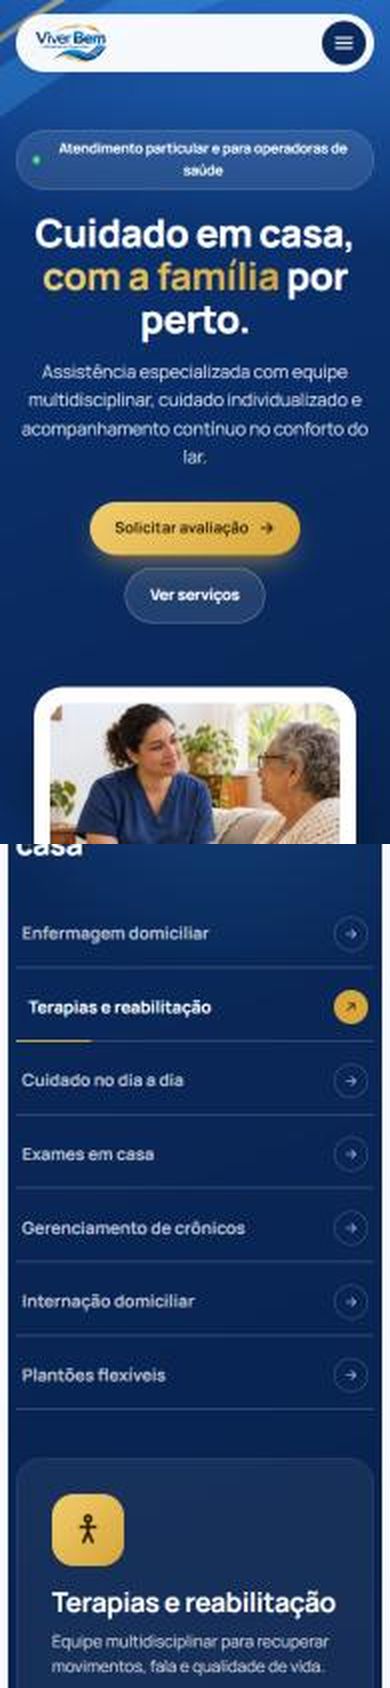 Viver Bem
Atendimento particular e para operadoras de
saúde
Cuidado em casa,
com a família por
perto.
Assistência especializada com equipe
multidisciplinar, cuidado individualizado e
acompanhamento contínuo no conforto do
lar.
Solicitar avaliação →
Ver serviços
casa
Enfermagem domiciliar
Terapias e reabilitação
Cuidado no dia a dia
Exames em casa
Gerenciamento de crônicos
Internação domiciliar
Plantões flexíveis
Terapias e reabilitação
Equipe multidisciplinar para recuperar
movimentos, fala e qualidade de vida.